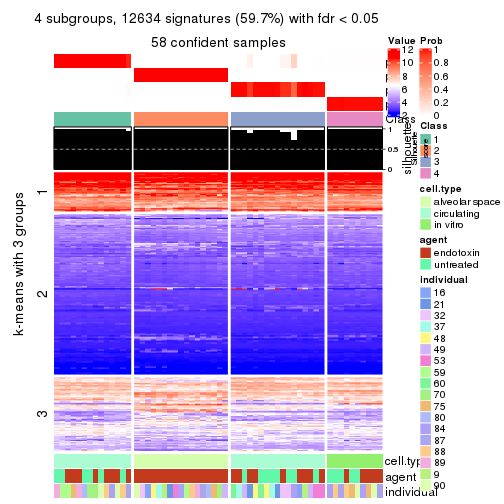 4 subgroups, 12634 signatures (59.7%) with fdr < 0.05
58 confident samples
Class
1
0.5
0
silhouette
k-means with 3 groups
1
2
3
cell.type
agent
individual
Value
12
10
8
6
4
2
Prob
1
0.8
0.6
0.4
0.2
0
Class
1
2
3
4
cell.type
alveolar space
circulating
in vitro
agent
endotoxin
untreated
individual
16
21
32
37
48
49
53
59
60
70
75
80
84
87
88
89
9
90